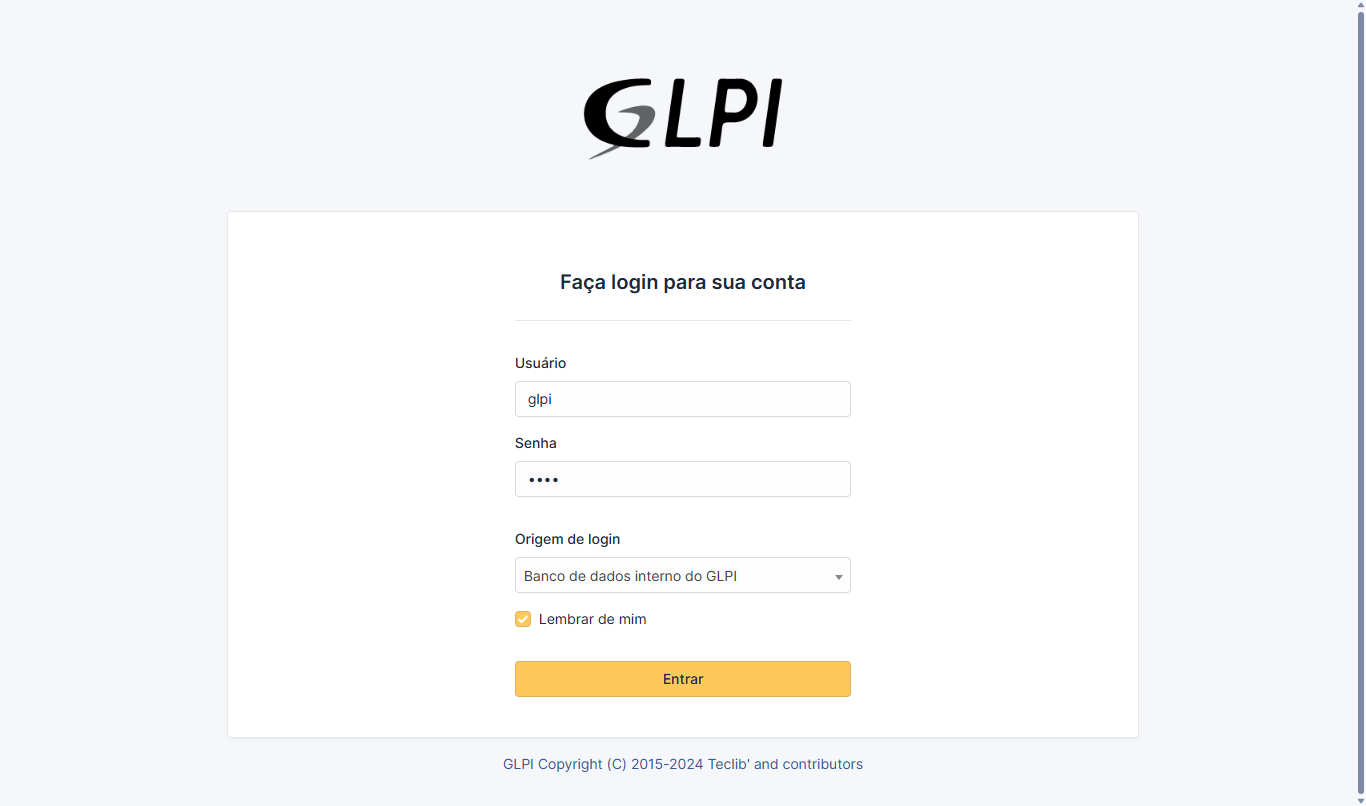 GLPI
Faça login para sua conta
Usuário
glpi
Senha
••••
Origem de login
Banco de dados interno do GLPI
Lembrar de mim
Entrar
GLPI Copyright (C) 2015-2024 Teclib' and contributors